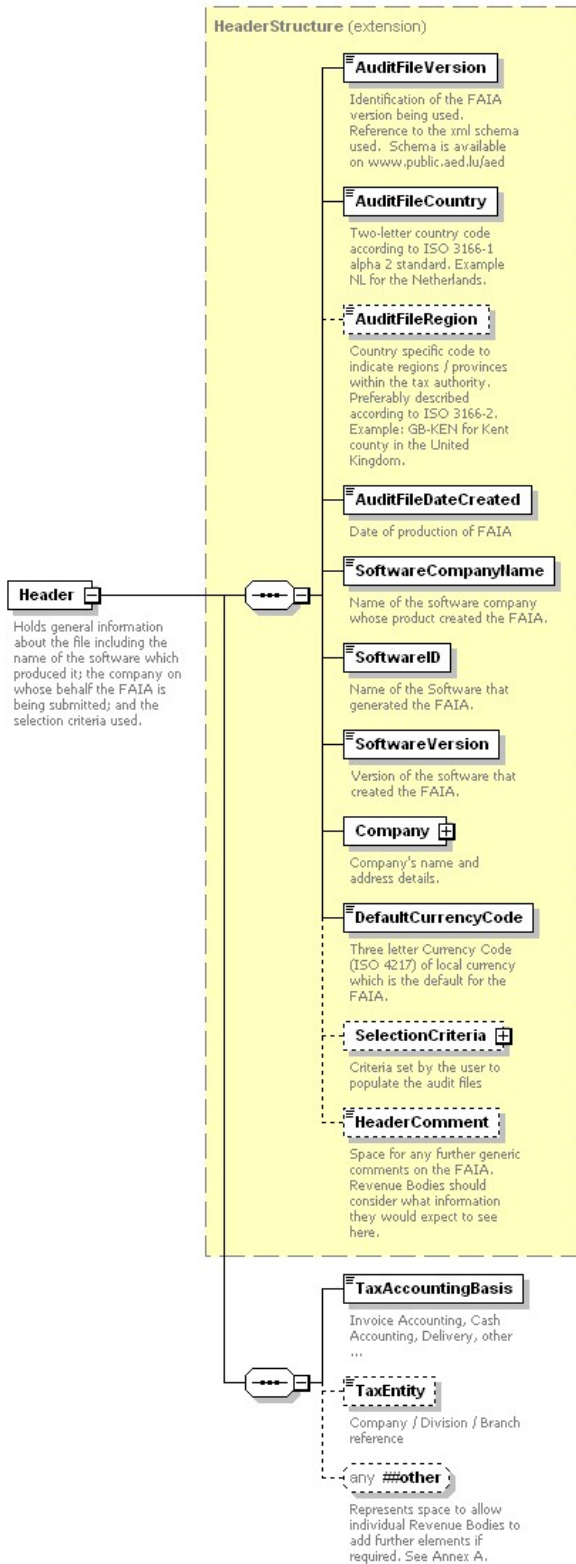 HeaderStructure (extension)
AuditFileVersion
Identification of the FAIA
version being used.
Reference to the xml schema
used. Schema is available
on www.public.aed.lu/aed
AuditFileCountry
Two-letter country code
according to ISO 3166-1
alpha 2 standard. Example
NL for the Netherlands.
AuditFileRegion
Country specific code to
indicate regions / provinces
within the tax authority.
Preferably described
according to ISO 3166-2.
Example: GB-KEN for Kent
county in the United
Kingdom.
AuditFileDateCreated
Date of production of FAIA
Header
Holds general information
about the file including the
name of the software which
produced it; the company on
whose behalf the FAIA is
being submitted; and the
selection criteria used.
SoftwareCompanyName
Name of the software company
whose product created the FAIA.
SoftwareID
Name of the Software that
generated the FAIA.
SoftwareVersion
Version of the software that
created the FAIA.
Company
Company's name and
address details.
DefaultCurrencyCode
Three letter Currency Code
(ISO 4217) of local currency
which is the default for the
FAIA.
SelectionCriteria
Criteria set by the user to
populate the audit files
HeaderComment
Space for any further generic
comments on the FAIA.
Revenue Bodies should
consider what information
they would expect to see
here.
TaxAccountingBasis
Invoice Accounting, Cash
Accounting, Delivery, other
...
TaxEntity
Company / Division / Branch
reference
any ##other
Represents space to allow
individual Revenue Bodies to
add further elements if
required. See Annex A.